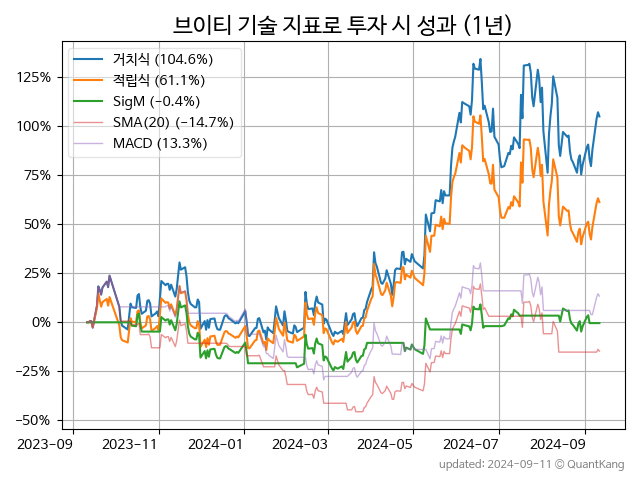 브이티 기술 지표로 투자 시 성과 (1년)
거치식 (104.6%)
적립식 (61.1%)
SigM (−0.4%)
SMA(20) (−14.7%)
MACD (13.3%)
125%
100%
75%
50%
25%
0%
−25%
−50%
2023-09
2023-11
2024-01
2024-03
2024-05
2024-07
2024-09
updated: 2024-09-11 ⓒ QuantKang